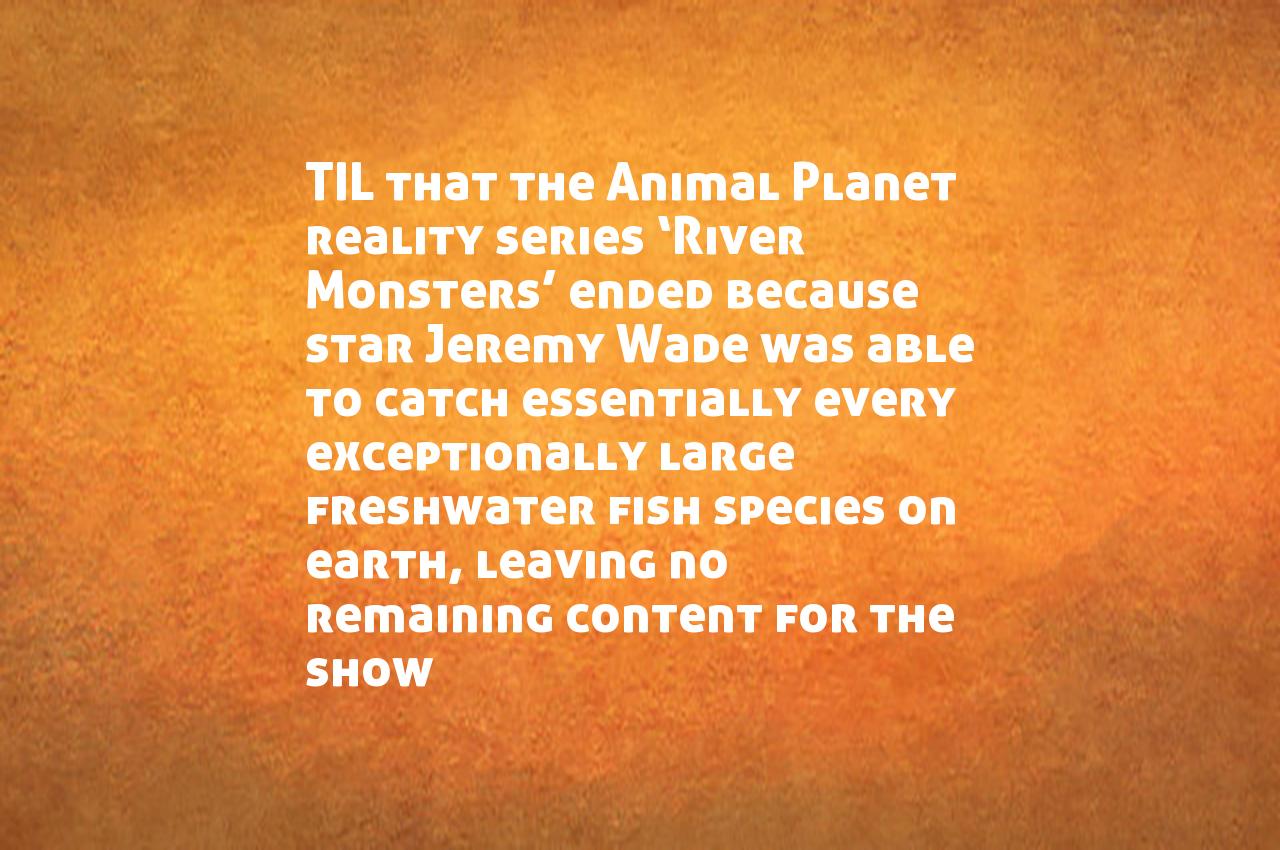 TIL that the Animal Planet
reality series ‘River
Monsters’ ended because
star Jeremy Wade was able
to catch essentially every
exceptionally large
freshwater fish species on
earth, leaving no
remaining content for the
show